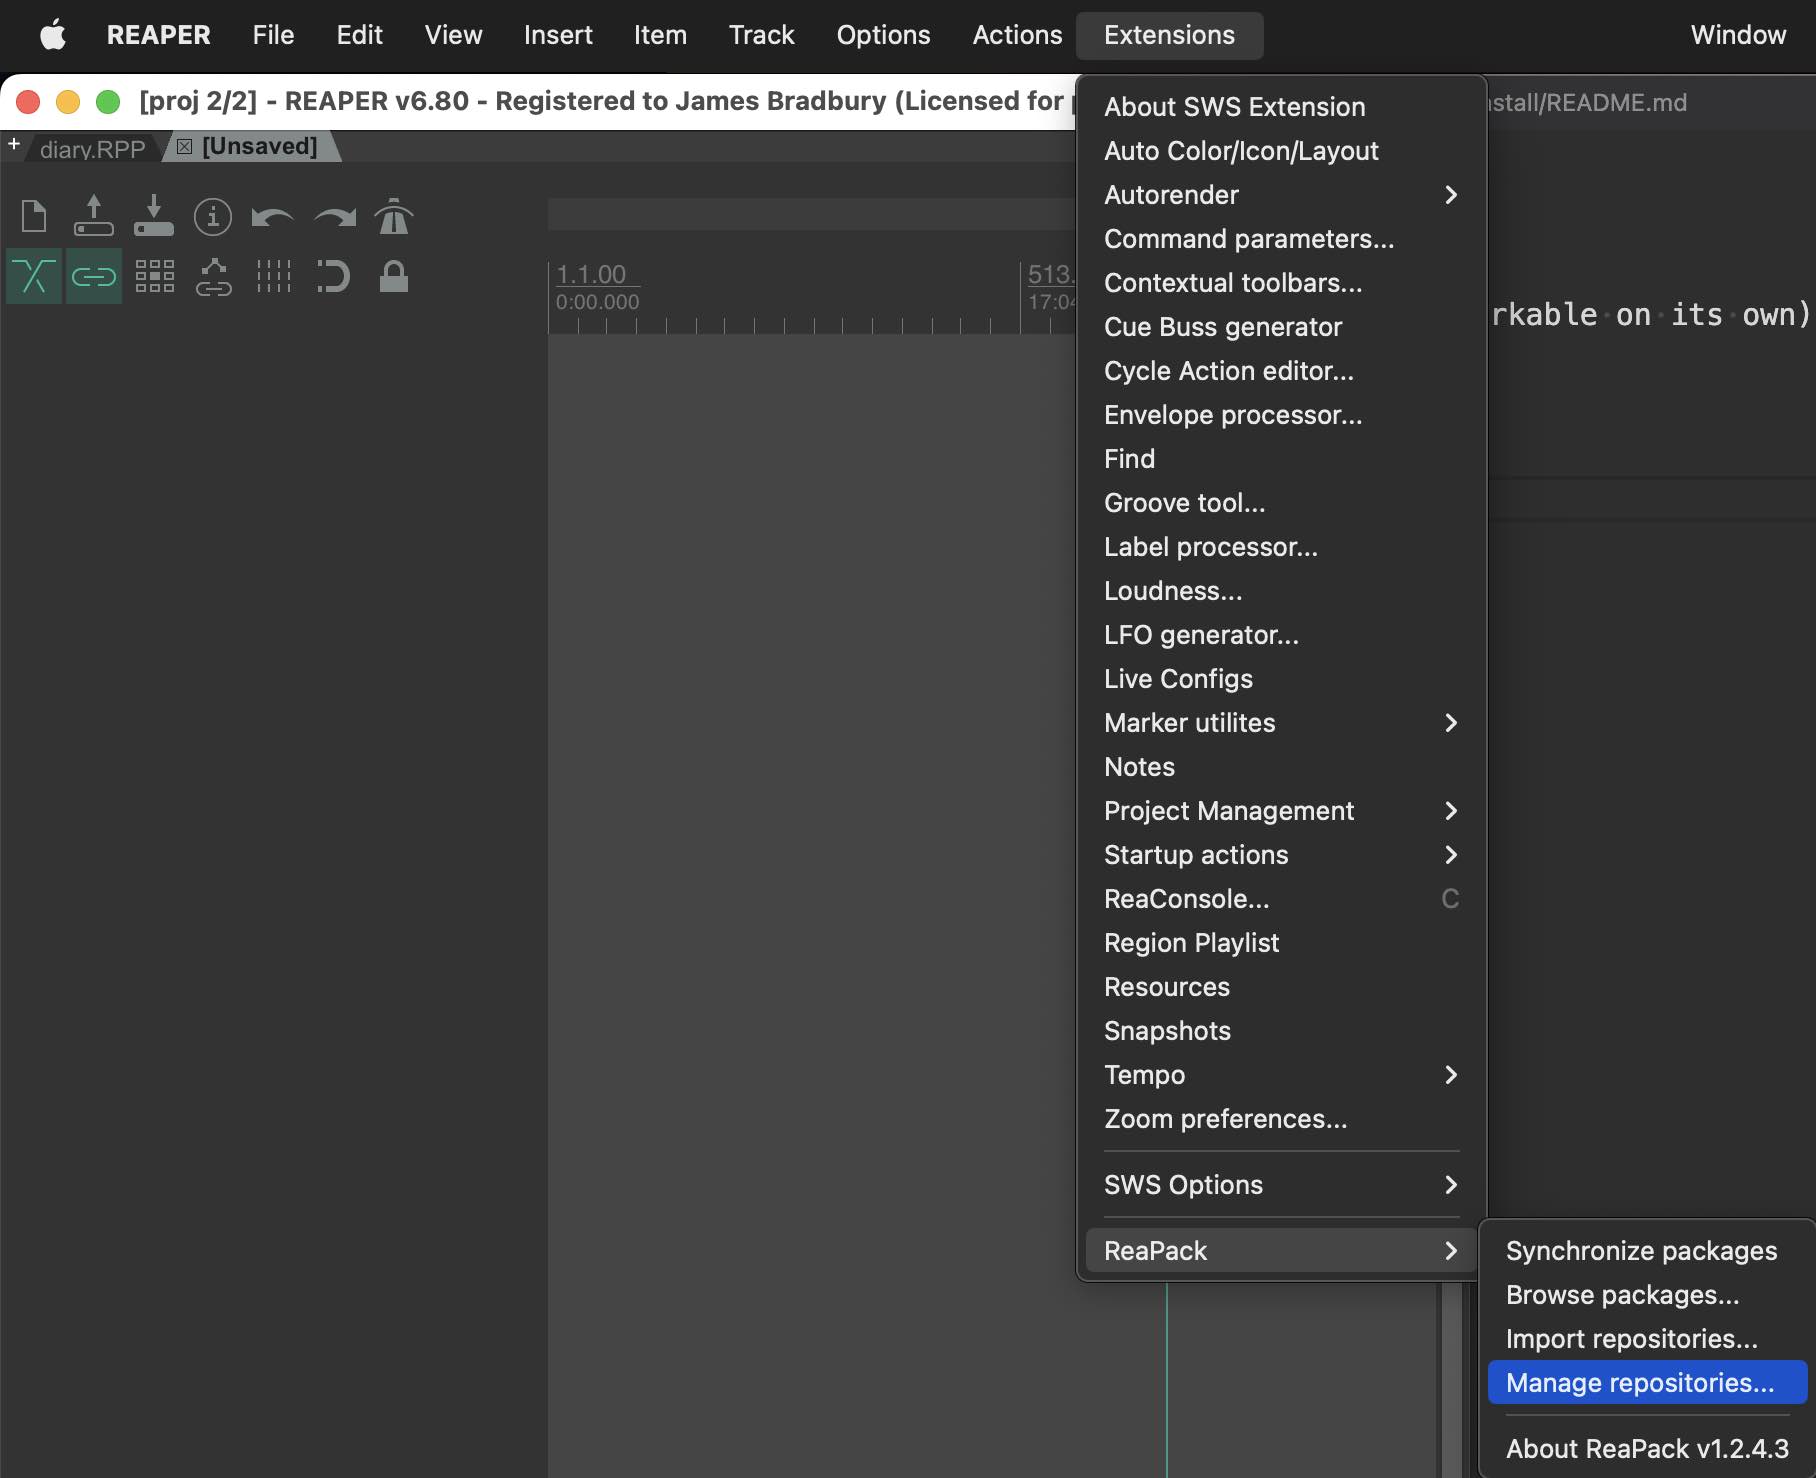 REAPER File Edit View Insert Item Track Options Actions Extensions Window
[proj 2/2] - REAPER v6.80 - Registered to James Bradbury (Licensed for
nstall/README.md
+ diary.RPP [Unsaved]
1.1.00
0:00.000
513.
17:04
rkable·on·its·own)
About SWS Extension
Auto Color/Icon/Layout
Autorender
Command parameters...
Contextual toolbars...
Cue Buss generator
Cycle Action editor...
Envelope processor...
Find
Groove tool...
Label processor...
Loudness...
LFO generator...
Live Configs
Marker utilites
Notes
Project Management
Startup actions
ReaConsole... C
Region Playlist
Resources
Snapshots
Tempo
Zoom preferences...
SWS Options
ReaPack
Synchronize packages
Browse packages...
Import repositories...
Manage repositories...
About ReaPack v1.2.4.3